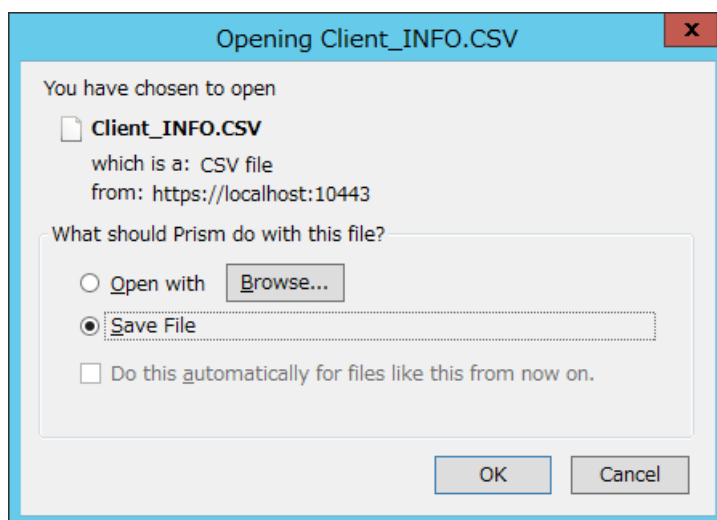 Opening Client_INFO.CSV
x
You have chosen to open
Client_INFO.CSV
which is a: CSV file
from: https://localhost:10443
What should Prism do with this file?
Open with Browse...
Save File
Do this automatically for files like this from now on.
OK Cancel